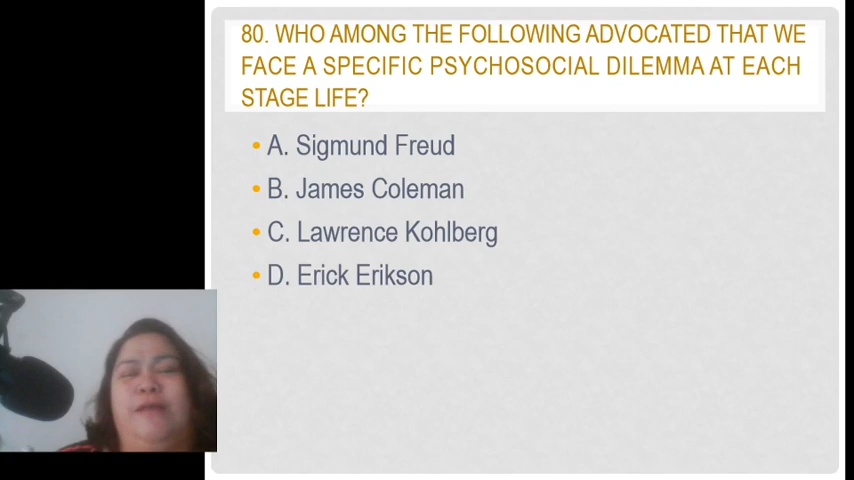 80. WHO AMONG THE FOLLOWING ADVOCATED THAT WE
FACE A SPECIFIC PSYCHOSOCIAL DILEMMA AT EACH
STAGE LIFE?
• A. Sigmund Freud
• B. James Coleman
• C. Lawrence Kohlberg
• D. Erick Erikson